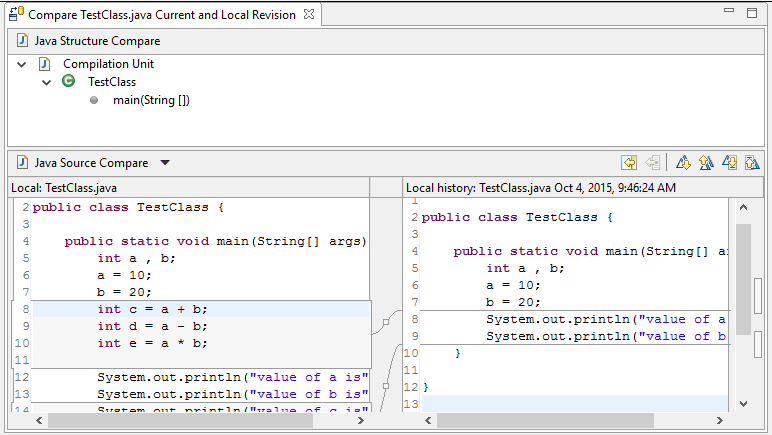 Compare TestClass.java Current and Local Revision
Java Structure Compare
Compilation Unit
TestClass
main(String [])
Java Source Compare
Local: TestClass.java
2 public class TestClass {
3
4 public static void main(String[] args)
5 int a , b;
6 a = 10;
7 b = 20;
8 int c = a + b;
9 int d = a - b;
10 int e = a * b;
11
12 System.out.println("value of a is"
13 System.out.println("value of b is"
14 System.out.println("value of c is"
Local history: TestClass.java Oct 4, 2015, 9:46:24 AM
1
2 public class TestClass {
3
4 public static void main(String[] a
5 int a , b;
6 a = 10;
7 b = 20;
8 System.out.println("value of a
9 System.out.println("value of b
10 }
11
12 }
13